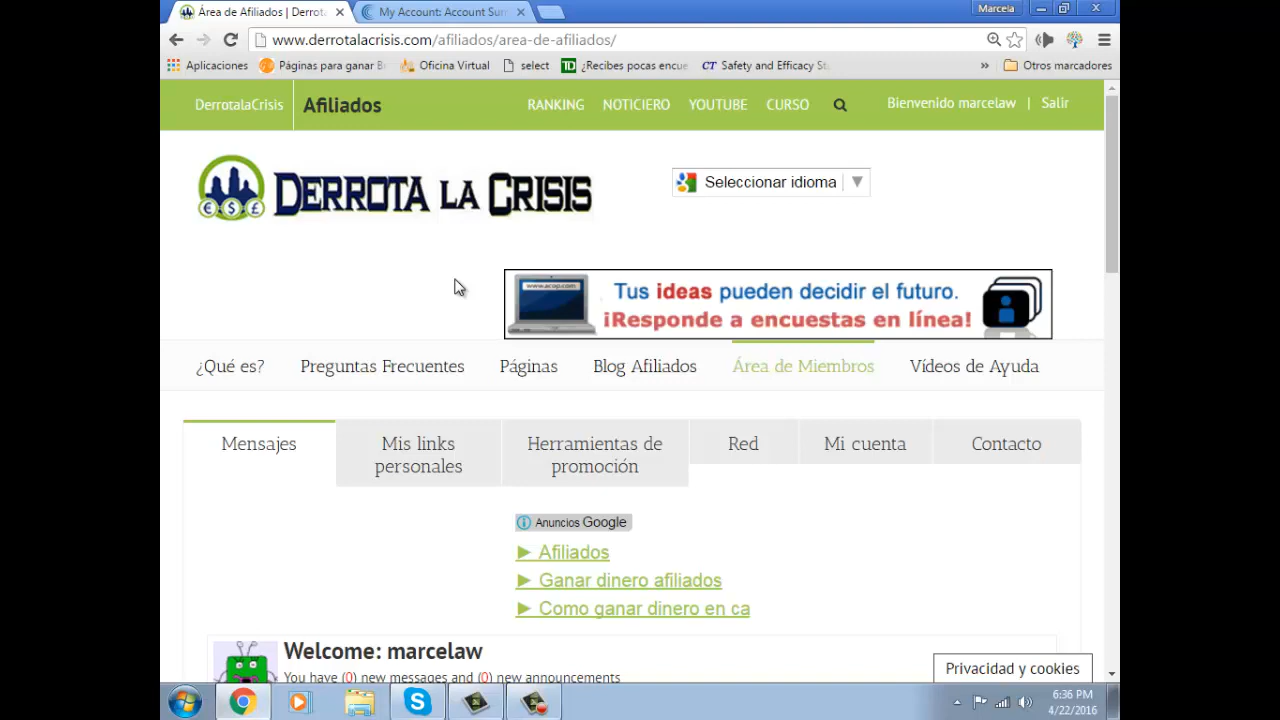 Área de Afiliados | Derrota
My Account: Account Sum
Marcela
www.derrotalacrisis.com/afiliados/area-de-afiliados/
Aplicaciones
Páginas para ganar B
Oficina Virtual
select
TD
¿Recibes pocas encue
CT
Safety and Efficacy St
»
Otros marcadores
DerrotalaCrisis
Afiliados
RANKING
NOTICIERO
YOUTUBE
CURSO
Bienvenido marcelaw | Salir
DERROTA LA CRISIS
€ $ £
Seleccionar idioma
Tus ideas pueden decidir el futuro.
¡Responde a encuestas en línea!
¿Qué es?
Preguntas Frecuentes
Páginas
Blog Afiliados
Área de Miembros
Vídeos de Ayuda
Mensajes
Mis links
personales
Herramientas de
promoción
Red
Mi cuenta
Contacto
Anuncios Google
► Afiliados
► Ganar dinero afiliados
► Como ganar dinero en ca
Welcome: marcelaw
You have (0) new messages and (0) new announcements
Privacidad y cookies
6:36 PM
4/22/2016